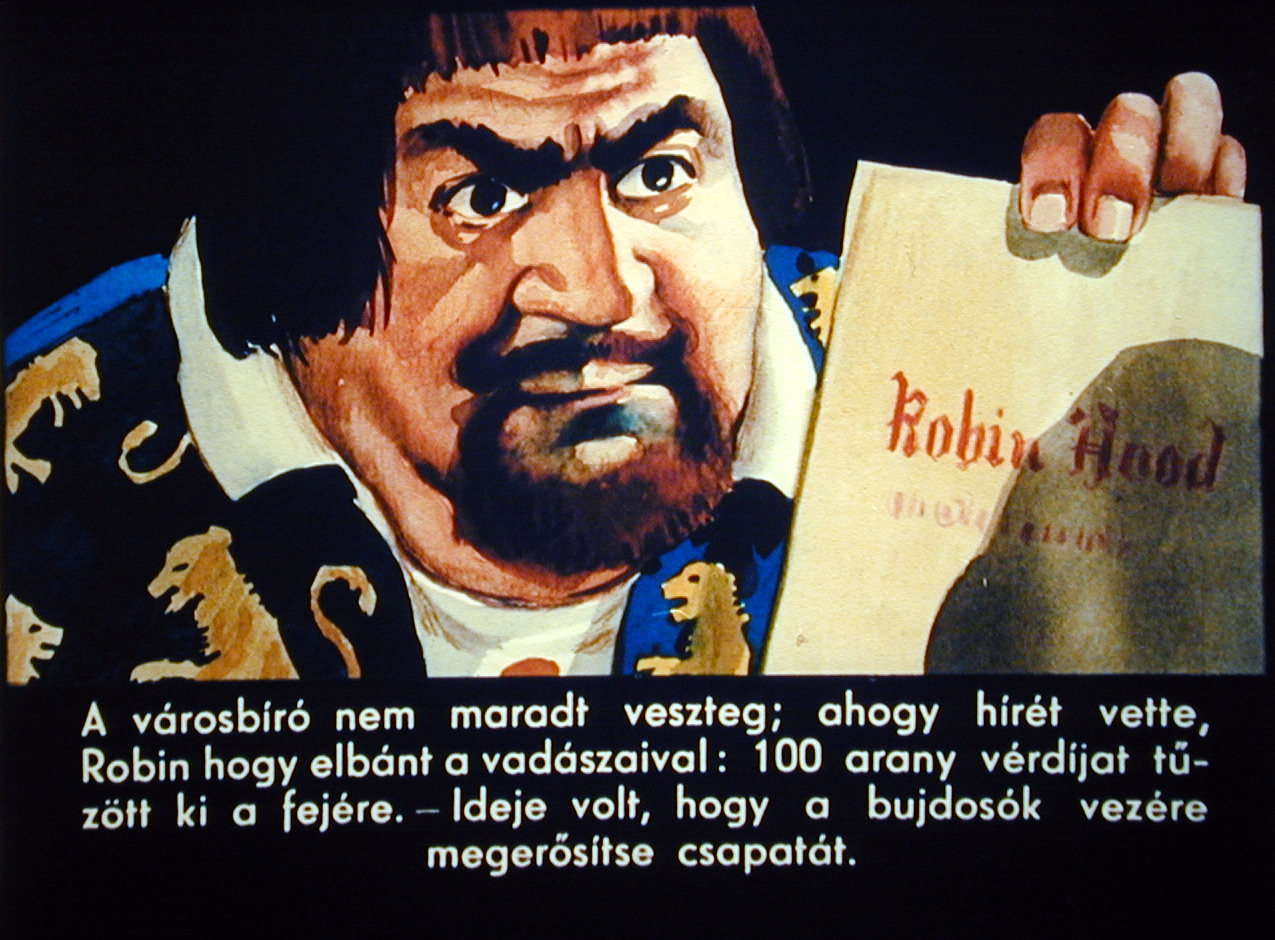 Robin Hood
A városbíró nem maradt veszteg; ahogy hírét vette,
Robin hogy elbánt a vadászaival: 100 arany vérdíjat tű-
zött ki a fejére. – Ideje volt, hogy a bujdosók vezére
megerősítse csapatát.